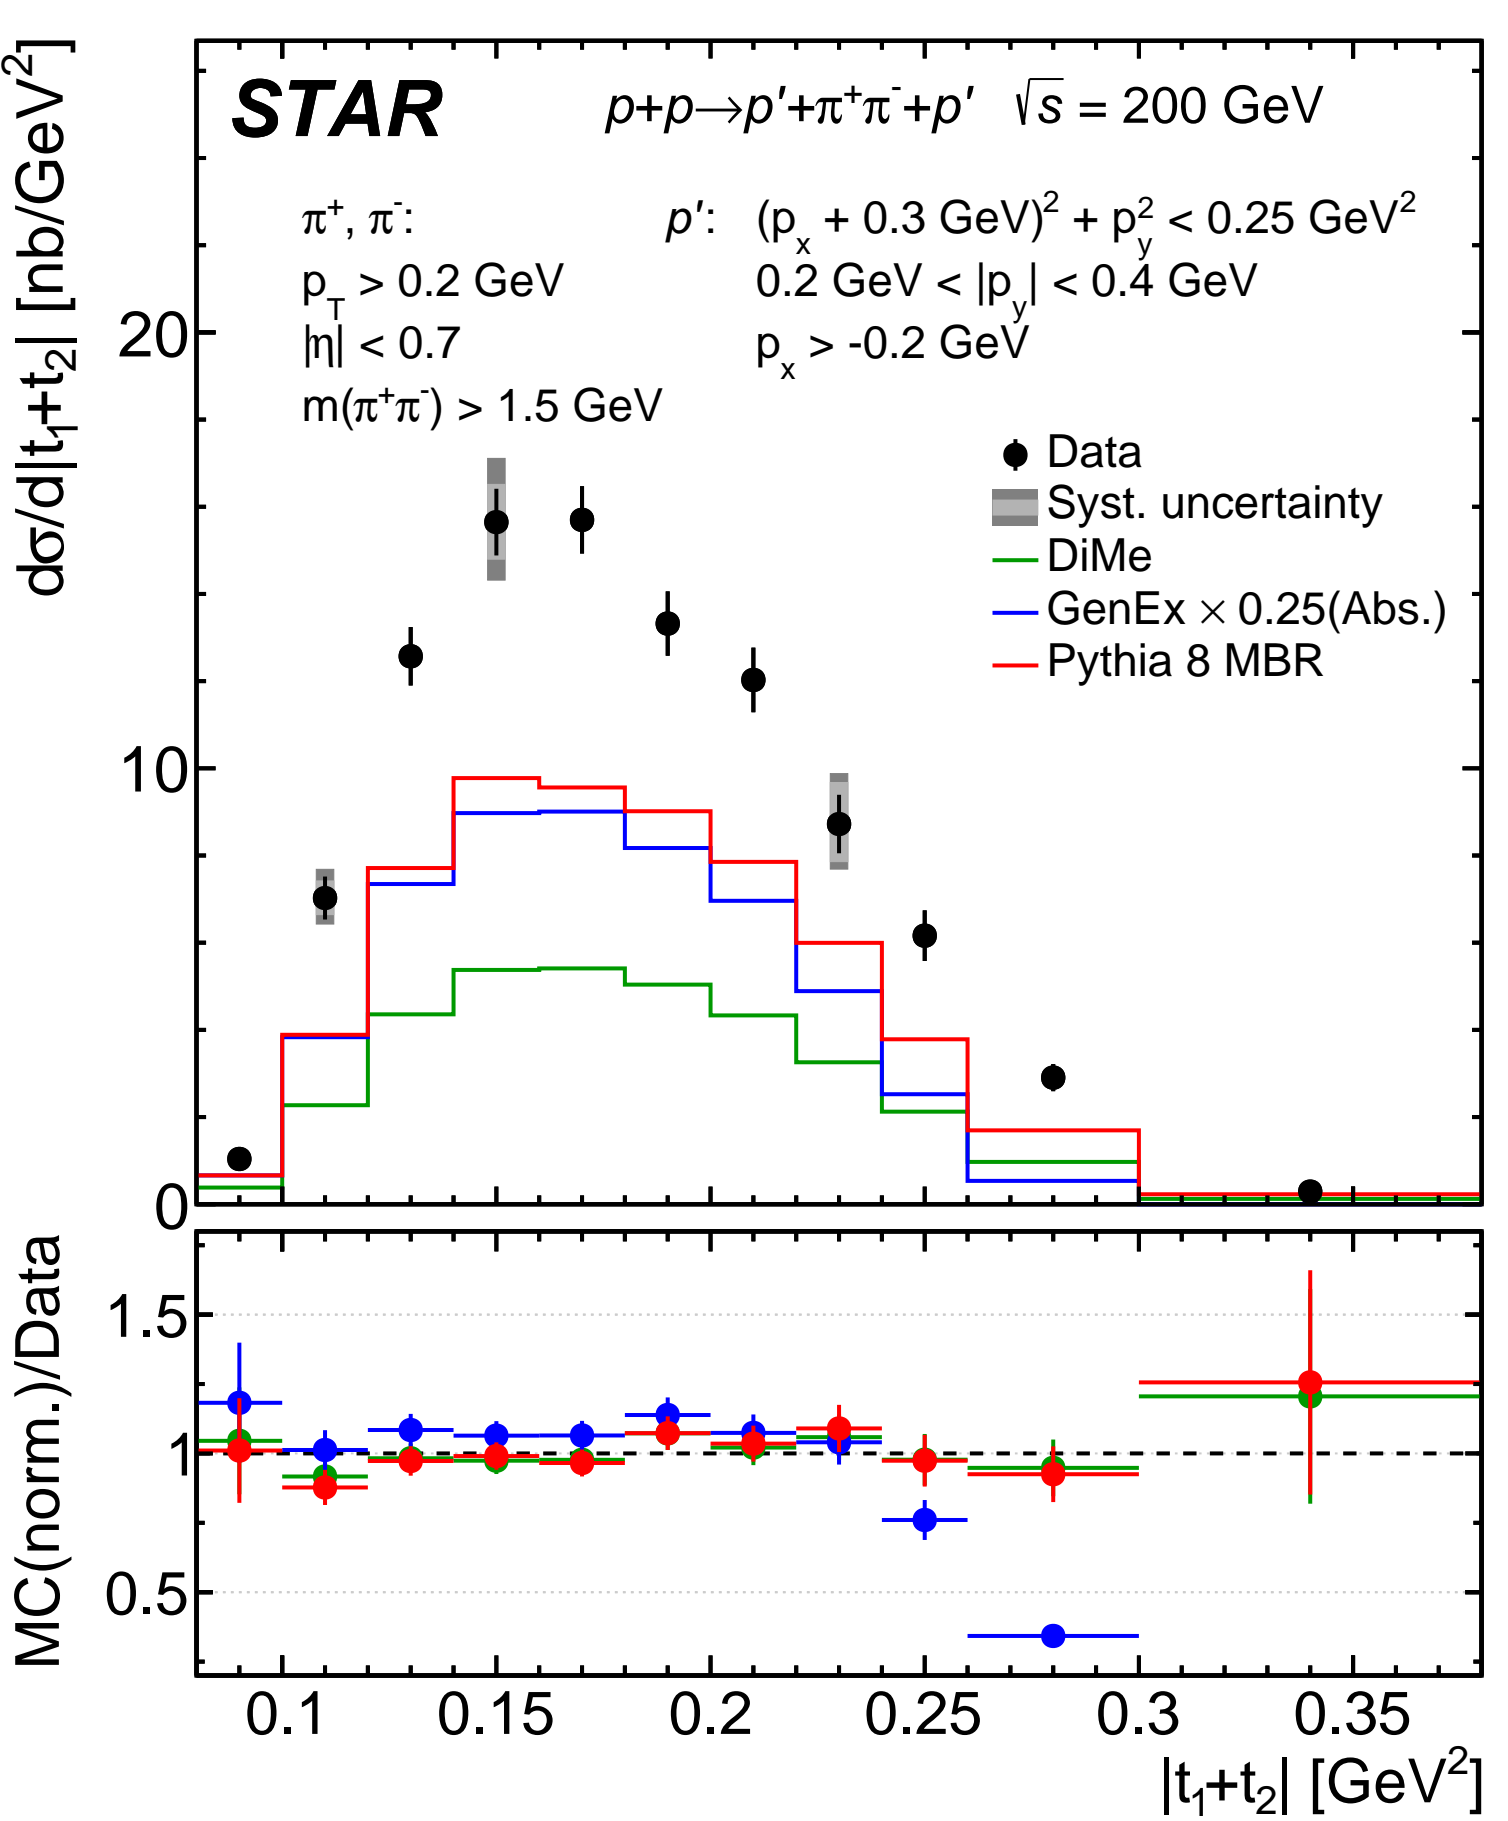 STAR p+p→p′+π⁺π⁻+p′ √s = 200 GeV
π⁺, π⁻: p′: (pₓ + 0.3 GeV)² + p_y² < 0.25 GeV²
p_T > 0.2 GeV 0.2 GeV < |p_y| < 0.4 GeV
|η| < 0.7 pₓ > -0.2 GeV
m(π⁺π⁻) > 1.5 GeV
Data
Syst. uncertainty
DiMe
GenEx × 0.25(Abs.)
Pythia 8 MBR
dσ/d|t₁+t₂| [nb/GeV²]
20
10
0
MC(norm.)/Data
1.5
1
0.5
0.1 0.15 0.2 0.25 0.3 0.35
|t₁+t₂| [GeV²]